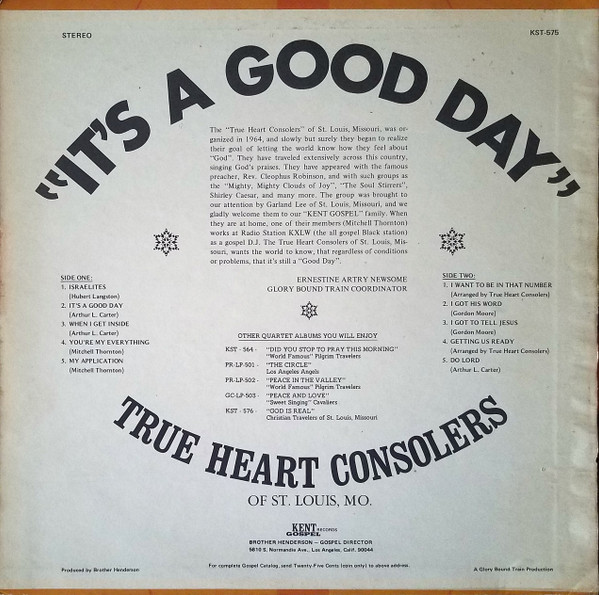 STEREO
KST-575
"IT'S A GOOD DAY"
The "True Heart Consolers" of St. Louis, Missouri, was or-
ganized in 1964, and slowly but surely they began to realize
their goal of letting the world know how they feel about
"God". They have traveled extensively across this country,
singing God's praises. They have appeared with the famous
preacher, Rev. Cleophus Robinson, and with such groups as
the "Mighty, Mighty Clouds of Joy", "The Soul Stirrers",
Shirley Caesar, and many more. The group was brought to
our attention by Garland Lee of St. Louis, Missouri, and we
gladly welcome them to our "KENT GOSPEL" family. When
they are at home, one of their members (Mitchell Thornton)
works at Radio Station KXLW (the all gospel Black station)
as a gospel D.J. The True Heart Consolers of St. Louis, Mis-
souri, wants the world to know, that regardless of conditions
or problems, that it's still a "Good Day".
ERNESTINE ARTRY NEWSOME
GLORY BOUND TRAIN COORDINATOR
SIDE ONE:
1. ISRAELITES
(Hubert Langston)
2. IT'S A GOOD DAY
(Arthur L. Carter)
3. WHEN I GET INSIDE
(Arthur L. Carter)
4. YOU'RE MY EVERYTHING
(Mitchell Thornton)
5. MY APPLICATION
(Mitchell Thornton)
SIDE TWO:
1. I WANT TO BE IN THAT NUMBER
(Arranged by True Heart Consolers)
2. I GOT HIS WORD
(Gordon Moore)
3. I GOT TO TELL JESUS
(Gordon Moore)
4. GETTING US READY
(Arranged by True Heart Consolers)
5. DO LORD
(Arthur L. Carter)
OTHER QUARTET ALBUMS YOU WILL ENJOY
KST - 564 - "DID YOU STOP TO PRAY THIS MORNING"
"World Famous" Pilgrim Travelers
PR-LP-501 - "THE CIRCLE"
Los Angeles Angels
PR-LP-502 - "PEACE IN THE VALLEY"
"World Famous" Pilgrim Travelers
GC-LP-503 - "PEACE AND LOVE"
"Sweet Singing" Cavaliers
KST - 576 - "GOD IS REAL"
Christian Travelers of St. Louis, Missouri
TRUE HEART CONSOLERS
OF ST. LOUIS, MO.
KENT RECORDS
GOSPEL
BROTHER HENDERSON — GOSPEL DIRECTOR
5810 S. Normandie Ave., Los Angeles, Calif. 90044
Produced by Brother Henderson
For complete Gospel Catalog, send Twenty-Five Cents (coin only) to above address.
A Glory Bound Train Production